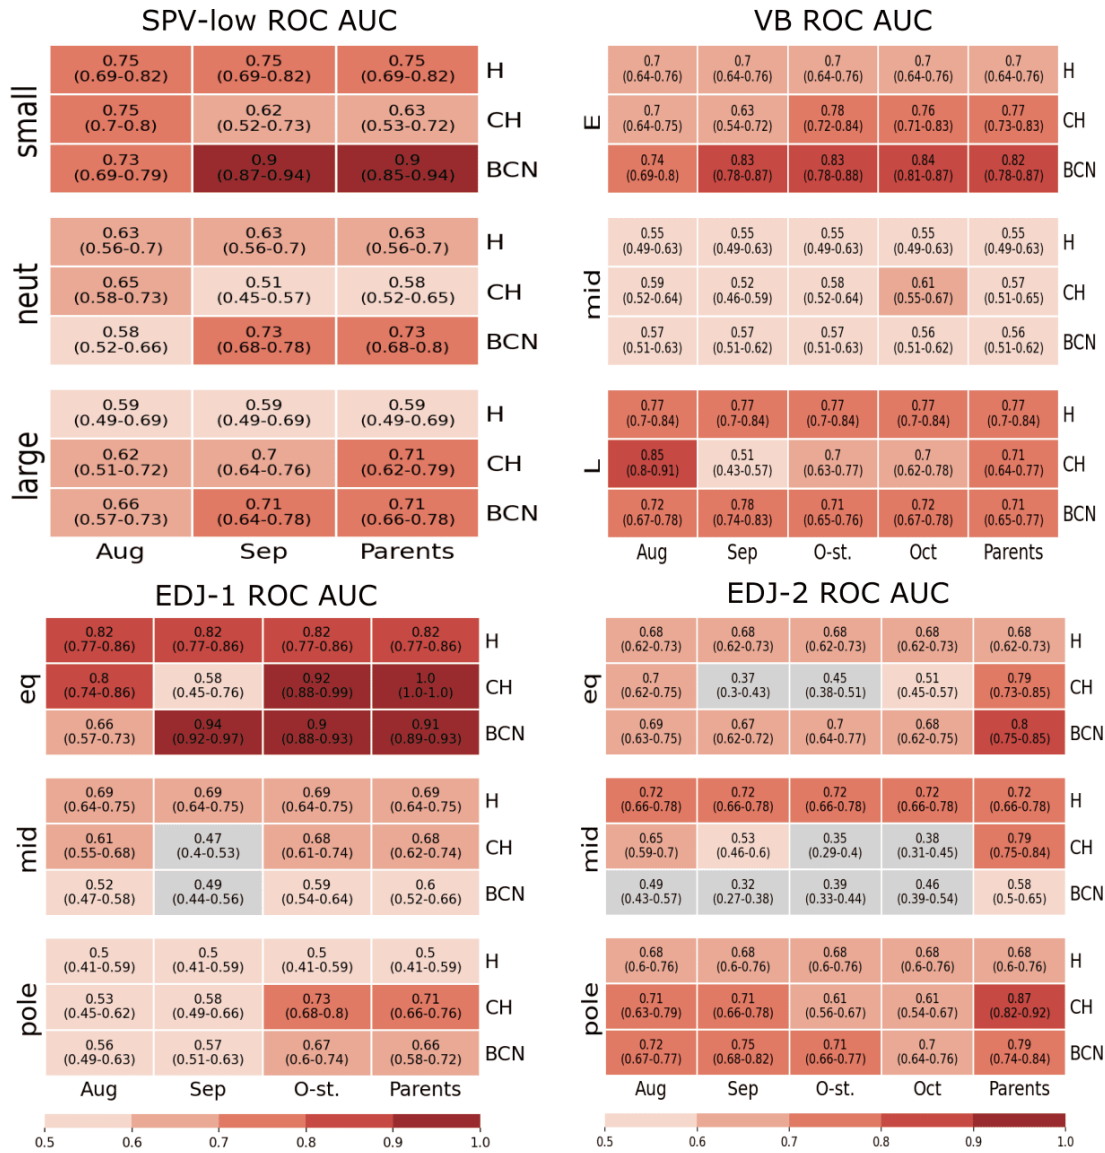 SPV-low ROC AUC
small
0.75 0.75 0.75
(0.69-0.82) (0.69-0.82) (0.69-0.82) H
0.75 0.62 0.63
(0.7-0.8) (0.52-0.73) (0.53-0.72) CH
0.73 0.9 0.9
(0.69-0.79) (0.87-0.94) (0.85-0.94) BCN
neut
0.63 0.63 0.63
(0.56-0.7) (0.56-0.7) (0.56-0.7) H
0.65 0.51 0.58
(0.58-0.73) (0.45-0.57) (0.52-0.65) CH
0.58 0.73 0.73
(0.52-0.66) (0.68-0.78) (0.68-0.8) BCN
large
0.59 0.59 0.59
(0.49-0.69) (0.49-0.69) (0.49-0.69) H
0.62 0.7 0.71
(0.51-0.72) (0.64-0.76) (0.62-0.79) CH
0.66 0.71 0.71
(0.57-0.73) (0.64-0.78) (0.66-0.78) BCN
Aug Sep Parents
VB ROC AUC
E
0.7 0.7 0.7 0.7 0.7
(0.64-0.76) (0.64-0.76) (0.64-0.76) (0.64-0.76) (0.64-0.76) H
0.7 0.63 0.78 0.76 0.77
(0.64-0.75) (0.54-0.72) (0.72-0.84) (0.71-0.83) (0.73-0.83) CH
0.74 0.83 0.83 0.84 0.82
(0.69-0.8) (0.78-0.87) (0.78-0.88) (0.81-0.87) (0.78-0.87) BCN
mid
0.55 0.55 0.55 0.55 0.55
(0.49-0.63) (0.49-0.63) (0.49-0.63) (0.49-0.63) (0.49-0.63) H
0.59 0.52 0.58 0.61 0.57
(0.52-0.64) (0.46-0.59) (0.52-0.64) (0.55-0.67) (0.51-0.65) CH
0.57 0.57 0.57 0.56 0.56
(0.51-0.63) (0.51-0.62) (0.51-0.63) (0.51-0.62) (0.51-0.62) BCN
L
0.77 0.77 0.77 0.77 0.77
(0.7-0.84) (0.7-0.84) (0.7-0.84) (0.7-0.84) (0.7-0.84) H
0.85 0.51 0.7 0.7 0.71
(0.8-0.91) (0.43-0.57) (0.63-0.77) (0.62-0.78) (0.64-0.77) CH
0.72 0.78 0.71 0.72 0.71
(0.67-0.78) (0.74-0.83) (0.65-0.76) (0.67-0.78) (0.65-0.77) BCN
Aug Sep O-st. Oct Parents
EDJ-1 ROC AUC
eq
0.82 0.82 0.82 0.82
(0.77-0.86) (0.77-0.86) (0.77-0.86) (0.77-0.86) H
0.8 0.58 0.92 1.0
(0.74-0.86) (0.45-0.76) (0.88-0.99) (1.0-1.0) CH
0.66 0.94 0.9 0.91
(0.57-0.73) (0.92-0.97) (0.88-0.93) (0.89-0.93) BCN
mid
0.69 0.69 0.69 0.69
(0.64-0.75) (0.64-0.75) (0.64-0.75) (0.64-0.75) H
0.61 0.47 0.68 0.68
(0.55-0.68) (0.4-0.53) (0.61-0.74) (0.62-0.74) CH
0.52 0.49 0.59 0.6
(0.47-0.58) (0.44-0.56) (0.54-0.64) (0.52-0.66) BCN
pole
0.5 0.5 0.5 0.5
(0.41-0.59) (0.41-0.59) (0.41-0.59) (0.41-0.59) H
0.53 0.58 0.73 0.71
(0.45-0.62) (0.49-0.66) (0.68-0.8) (0.66-0.76) CH
0.56 0.57 0.67 0.66
(0.49-0.63) (0.51-0.63) (0.6-0.74) (0.58-0.72) BCN
Aug Sep O-st. Parents
0.5 0.6 0.7 0.8 0.9 1.0
EDJ-2 ROC AUC
eq
0.68 0.68 0.68 0.68 0.68
(0.62-0.73) (0.62-0.73) (0.62-0.73) (0.62-0.73) (0.62-0.73) H
0.7 0.37 0.45 0.51 0.79
(0.62-0.75) (0.3-0.43) (0.38-0.51) (0.45-0.57) (0.73-0.85) CH
0.69 0.67 0.7 0.68 0.8
(0.63-0.75) (0.62-0.72) (0.64-0.77) (0.62-0.75) (0.75-0.85) BCN
mid
0.72 0.72 0.72 0.72 0.72
(0.66-0.78) (0.66-0.78) (0.66-0.78) (0.66-0.78) (0.66-0.78) H
0.65 0.53 0.35 0.38 0.79
(0.59-0.7) (0.46-0.6) (0.29-0.4) (0.31-0.45) (0.75-0.84) CH
0.49 0.32 0.39 0.46 0.58
(0.43-0.57) (0.27-0.38) (0.33-0.44) (0.39-0.54) (0.5-0.65) BCN
pole
0.68 0.68 0.68 0.68 0.68
(0.6-0.76) (0.6-0.76) (0.6-0.76) (0.6-0.76) (0.6-0.76) H
0.71 0.71 0.61 0.61 0.87
(0.63-0.79) (0.66-0.78) (0.56-0.67) (0.54-0.67) (0.82-0.92) CH
0.72 0.75 0.71 0.7 0.79
(0.67-0.77) (0.68-0.82) (0.66-0.77) (0.64-0.76) (0.74-0.84) BCN
Aug Sep O-st. Oct Parents
0.5 0.6 0.7 0.8 0.9 1.0